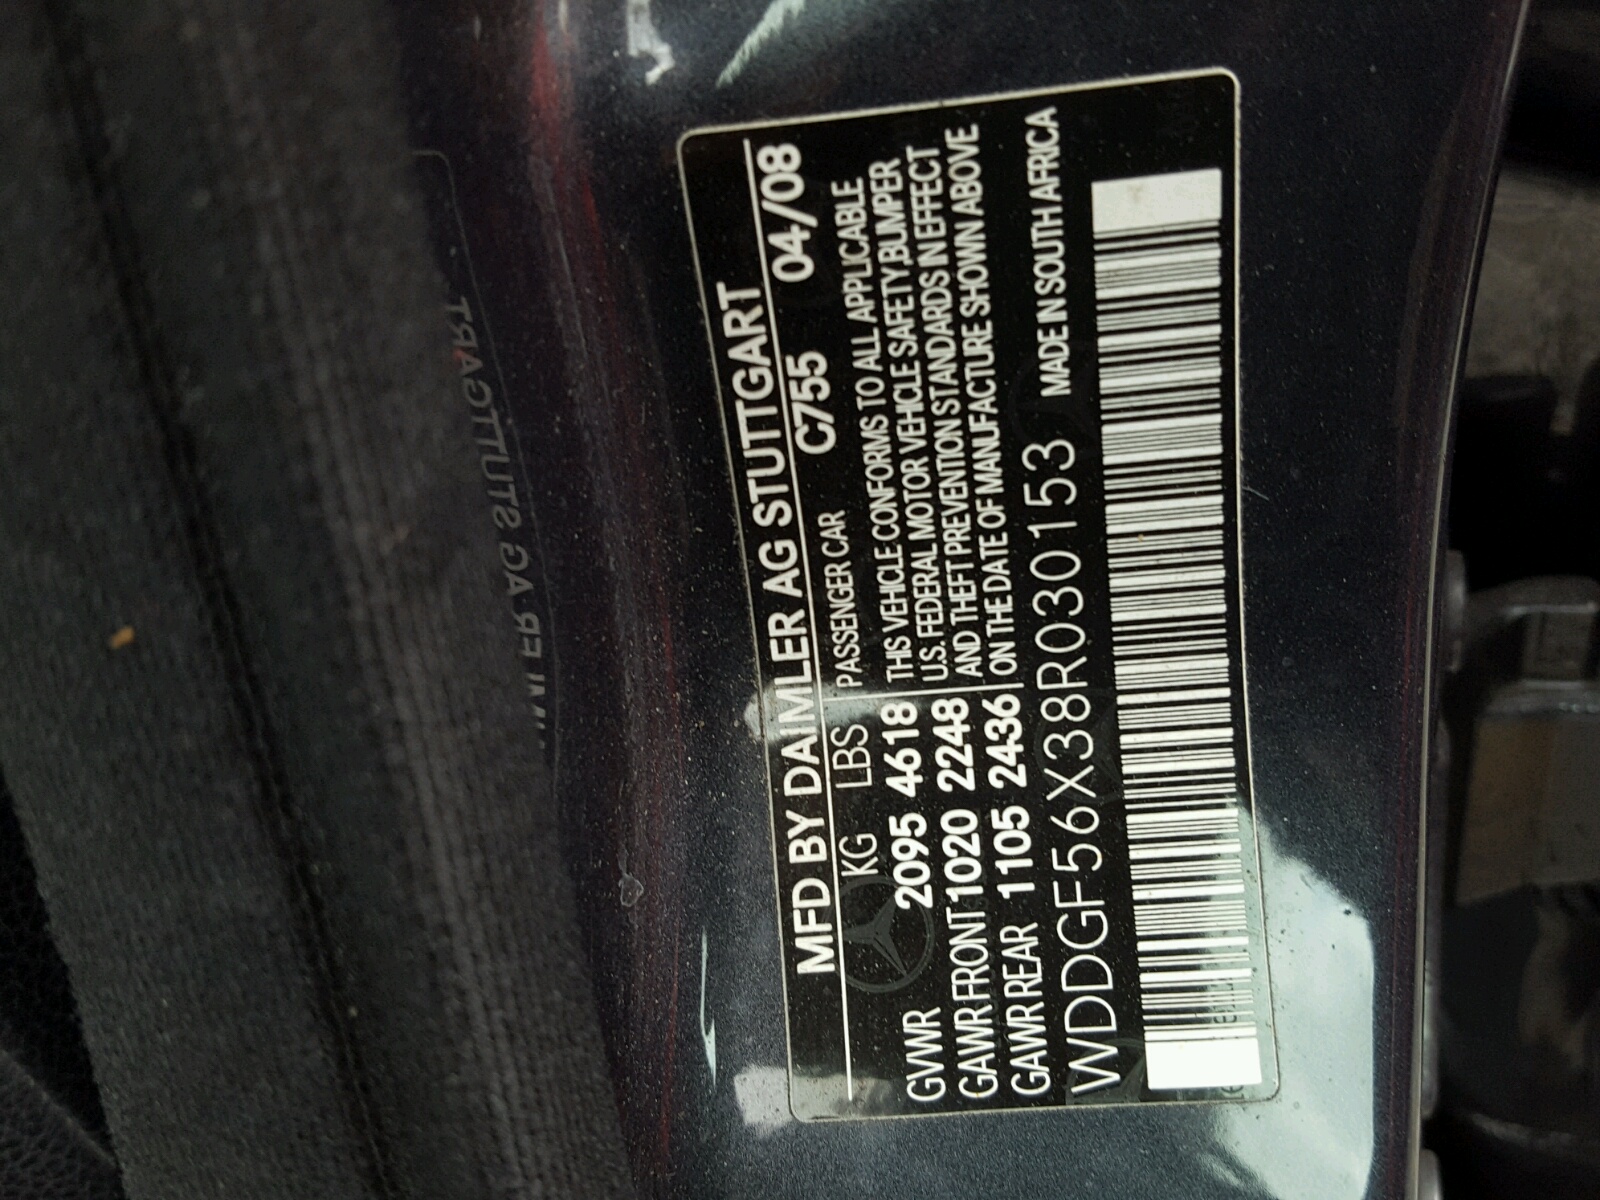 MFD BY DAIMLER AG STUTTGART
KG LBS PASSENGER CAR C755 04/08
GVWR 2095 4618 THIS VEHICLE CONFORMS TO ALL APPLICABLE
GAWR FRONT 1020 2248 U.S. FEDERAL MOTOR VEHICLE SAFETY,BUMPER
GAWR REAR 1105 2436 AND THEFT PREVENTION STANDARDS IN EFFECT
ON THE DATE OF MANUFACTURE SHOWN ABOVE
WDDGF56X38R030153 MADE IN SOUTH AFRICA